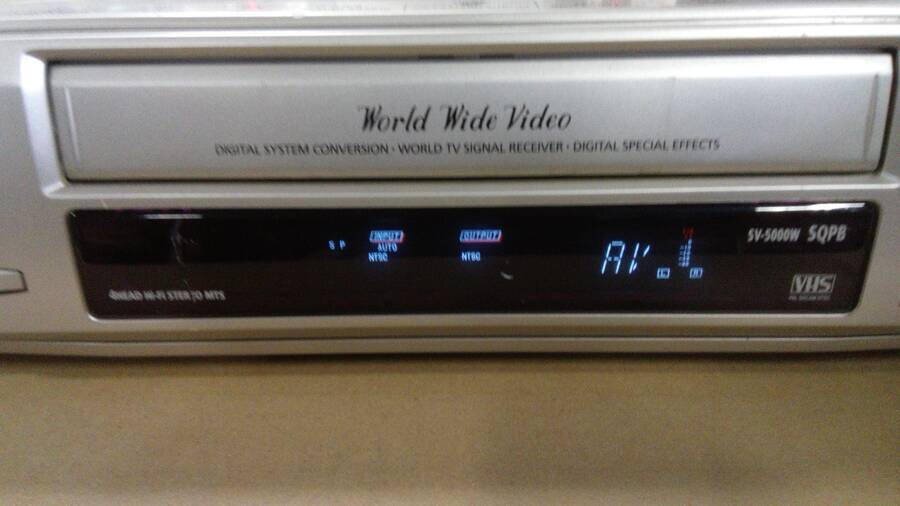 World Wide Video
DIGITAL SYSTEM CONVERSION · WORLD TV SIGNAL RECEIVER · DIGITAL SPECIAL EFFECTS
SP
INPUT
AUTO
NTSC
OUTPUT
NTSC
AV
L R
SV-5000W SQPB
4HEAD HI-FI STEREO MTS
VHS